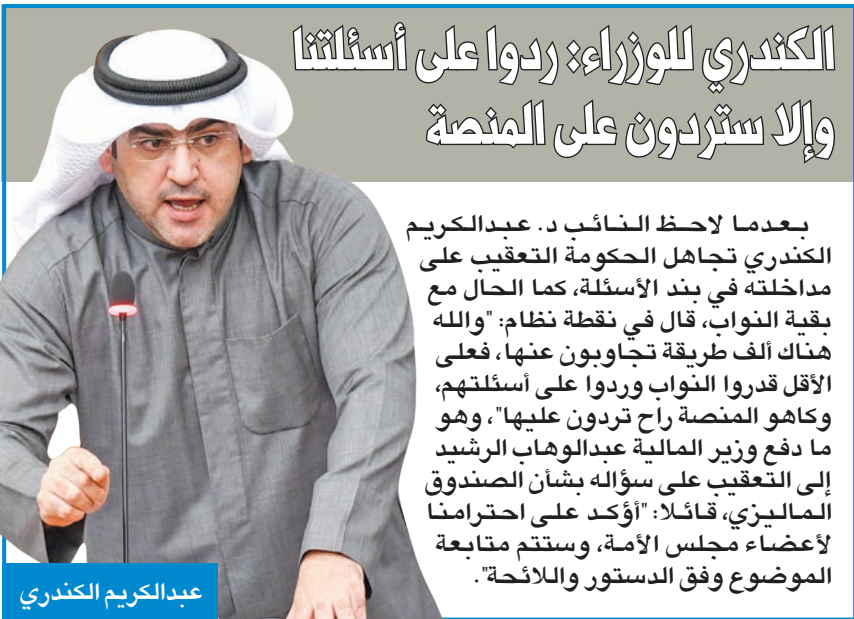 الكندري للوزراء: ردوا على أسئلتنا
وإلا ستردون على المنصة
بعدما لاحظ النائب د. عبدالكريم
الكندري تجاهل الحكومة التعقيب على
مداخلته في بند الأسئلة، كما الحال مع
بقية النواب، قال في نقطة نظام: "والله
هناك ألف طريقة تجاوبون عنها، فعلى
الأقل قدروا النواب وردوا على أسئلتهم،
وكاهو المنصة راح تردون عليها"، وهو
ما دفع وزير المالية عبدالوهاب الرشيد
إلى التعقيب على سؤاله بشأن الصندوق
الماليزي، قائلا: "أؤكد على احترامنا
لأعضاء مجلس الأمة، وستتم متابعة
الموضوع وفق الدستور واللائحة".
عبدالكريم الكندري